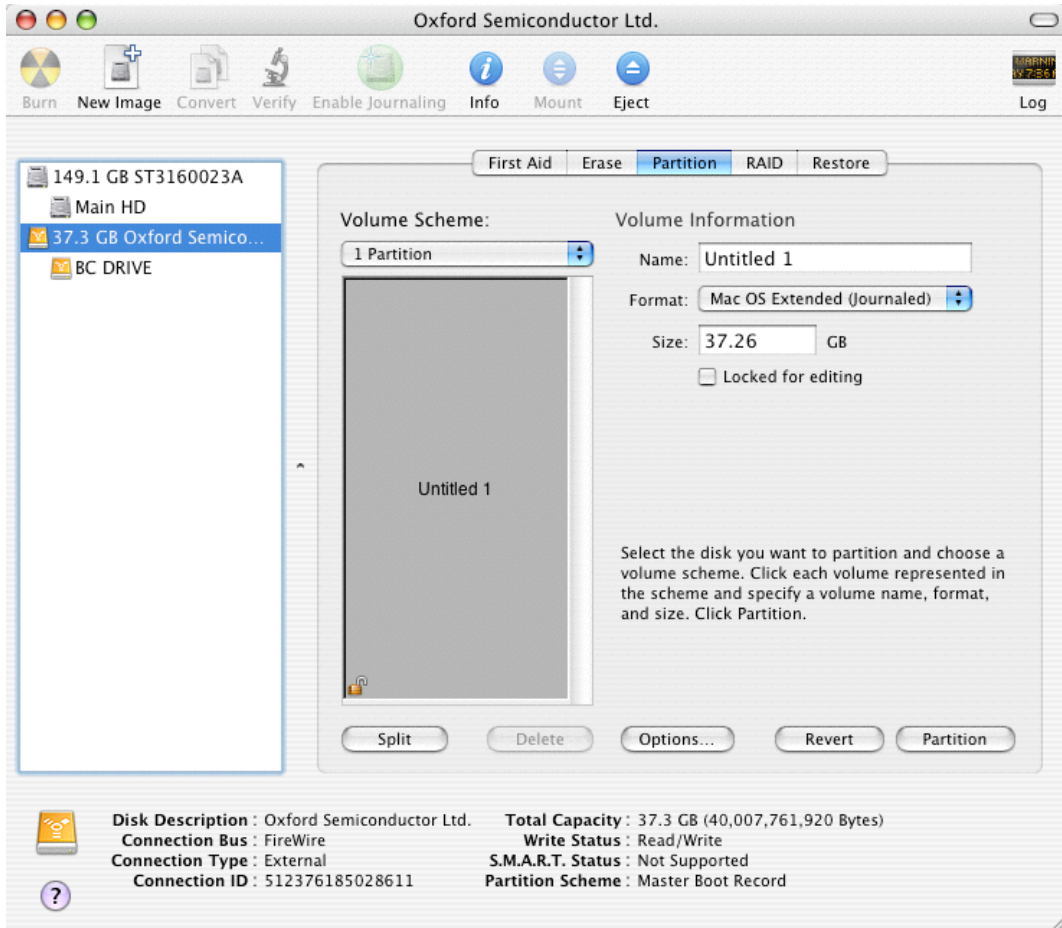 Oxford Semiconductor Ltd.
Burn New Image Convert Verify Enable Journaling Info Mount Eject Log
First Aid Erase Partition RAID Restore
149.1 GB ST3160023A
Main HD
37.3 GB Oxford Semico...
BC DRIVE
Volume Scheme:
1 Partition
Untitled 1
Volume Information
Name: Untitled 1
Format: Mac OS Extended (Journaled)
Size: 37.26 GB
Locked for editing
Select the disk you want to partition and choose a
volume scheme. Click each volume represented in
the scheme and specify a volume name, format,
and size. Click Partition.
Split Delete Options... Revert Partition
Disk Description : Oxford Semiconductor Ltd.
Connection Bus : FireWire
Connection Type : External
Connection ID : 512376185028611
Total Capacity : 37.3 GB (40,007,761,920 Bytes)
Write Status : Read/Write
S.M.A.R.T. Status : Not Supported
Partition Scheme : Master Boot Record
?